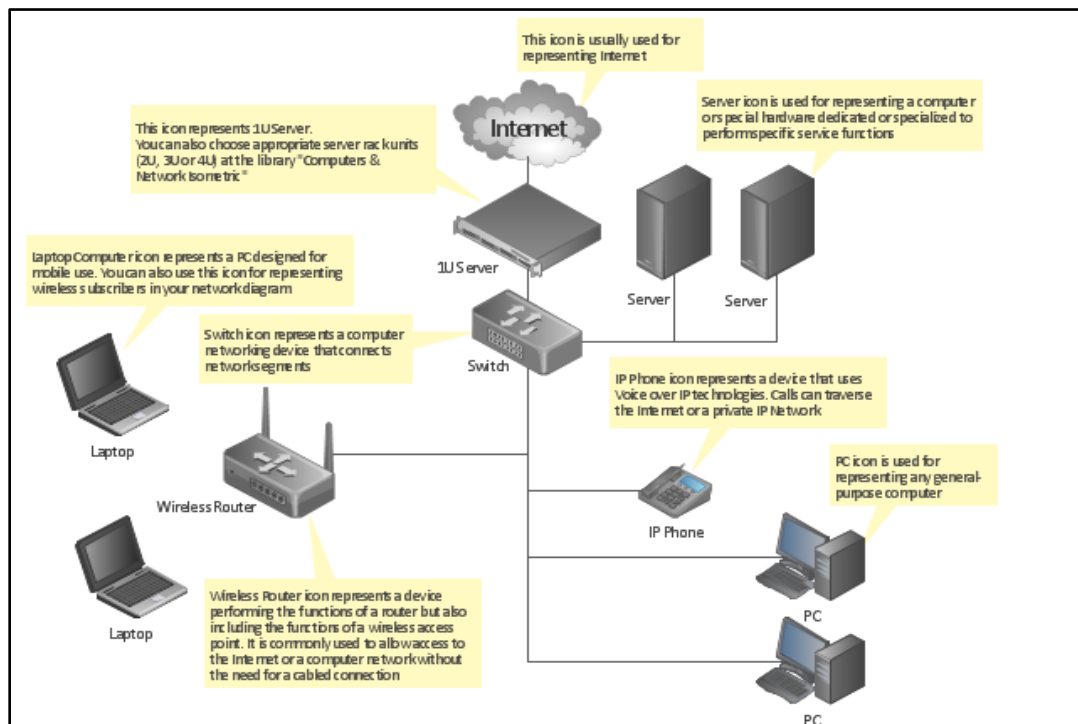 This icon is usually used for
representing Internet
Internet
Server icon is used for representing a computer
or special hardware dedicated or specialized to
perform specific service functions
This icon represents 1U Server.
You can also choose appropriate server rack units
(2U, 3U or 4U) at the library "Computers &
Network Isometric"
1U Server
Server
Server
Laptop Computer icon represents a PC designed for
mobile use. You can also use this icon for representing
wireless subscribers in your network diagram
Switch icon represents a computer
networking device that connects
network segments
Switch
Laptop
IP Phone icon represents a device that uses
Voice over IP technologies. Calls can traverse
the Internet or a private IP Network
PC icon is used for
representing any general-
purpose computer
Wireless Router
IP Phone
PC
Laptop
Wireless Router icon represents a device
performing the functions of a router but also
including the functions of a wireless access
point. It is commonly used to allow access to
the Internet or a computer network without
the need for a cabled connection
PC